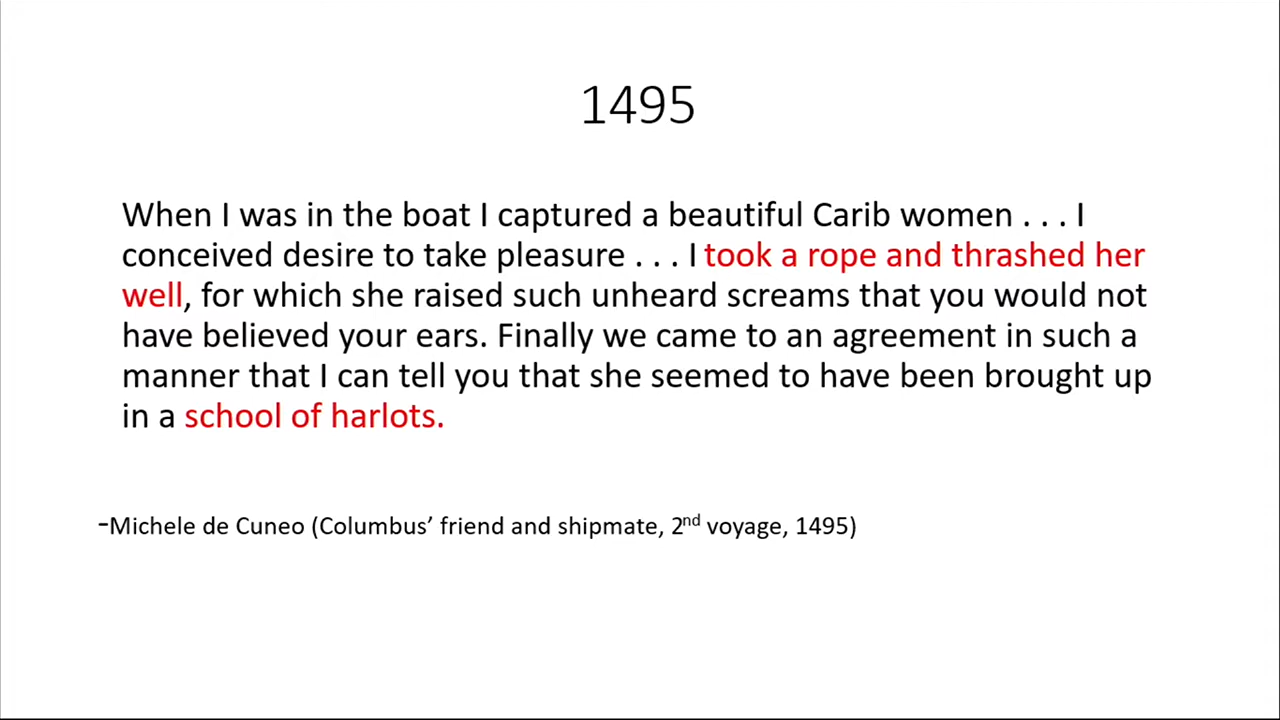 1495
When I was in the boat I captured a beautiful Carib women . . . I
conceived desire to take pleasure . . . I took a rope and thrashed her
well, for which she raised such unheard screams that you would not
have believed your ears. Finally we came to an agreement in such a
manner that I can tell you that she seemed to have been brought up
in a school of harlots.
-Michele de Cuneo (Columbus’ friend and shipmate, 2nd voyage, 1495)